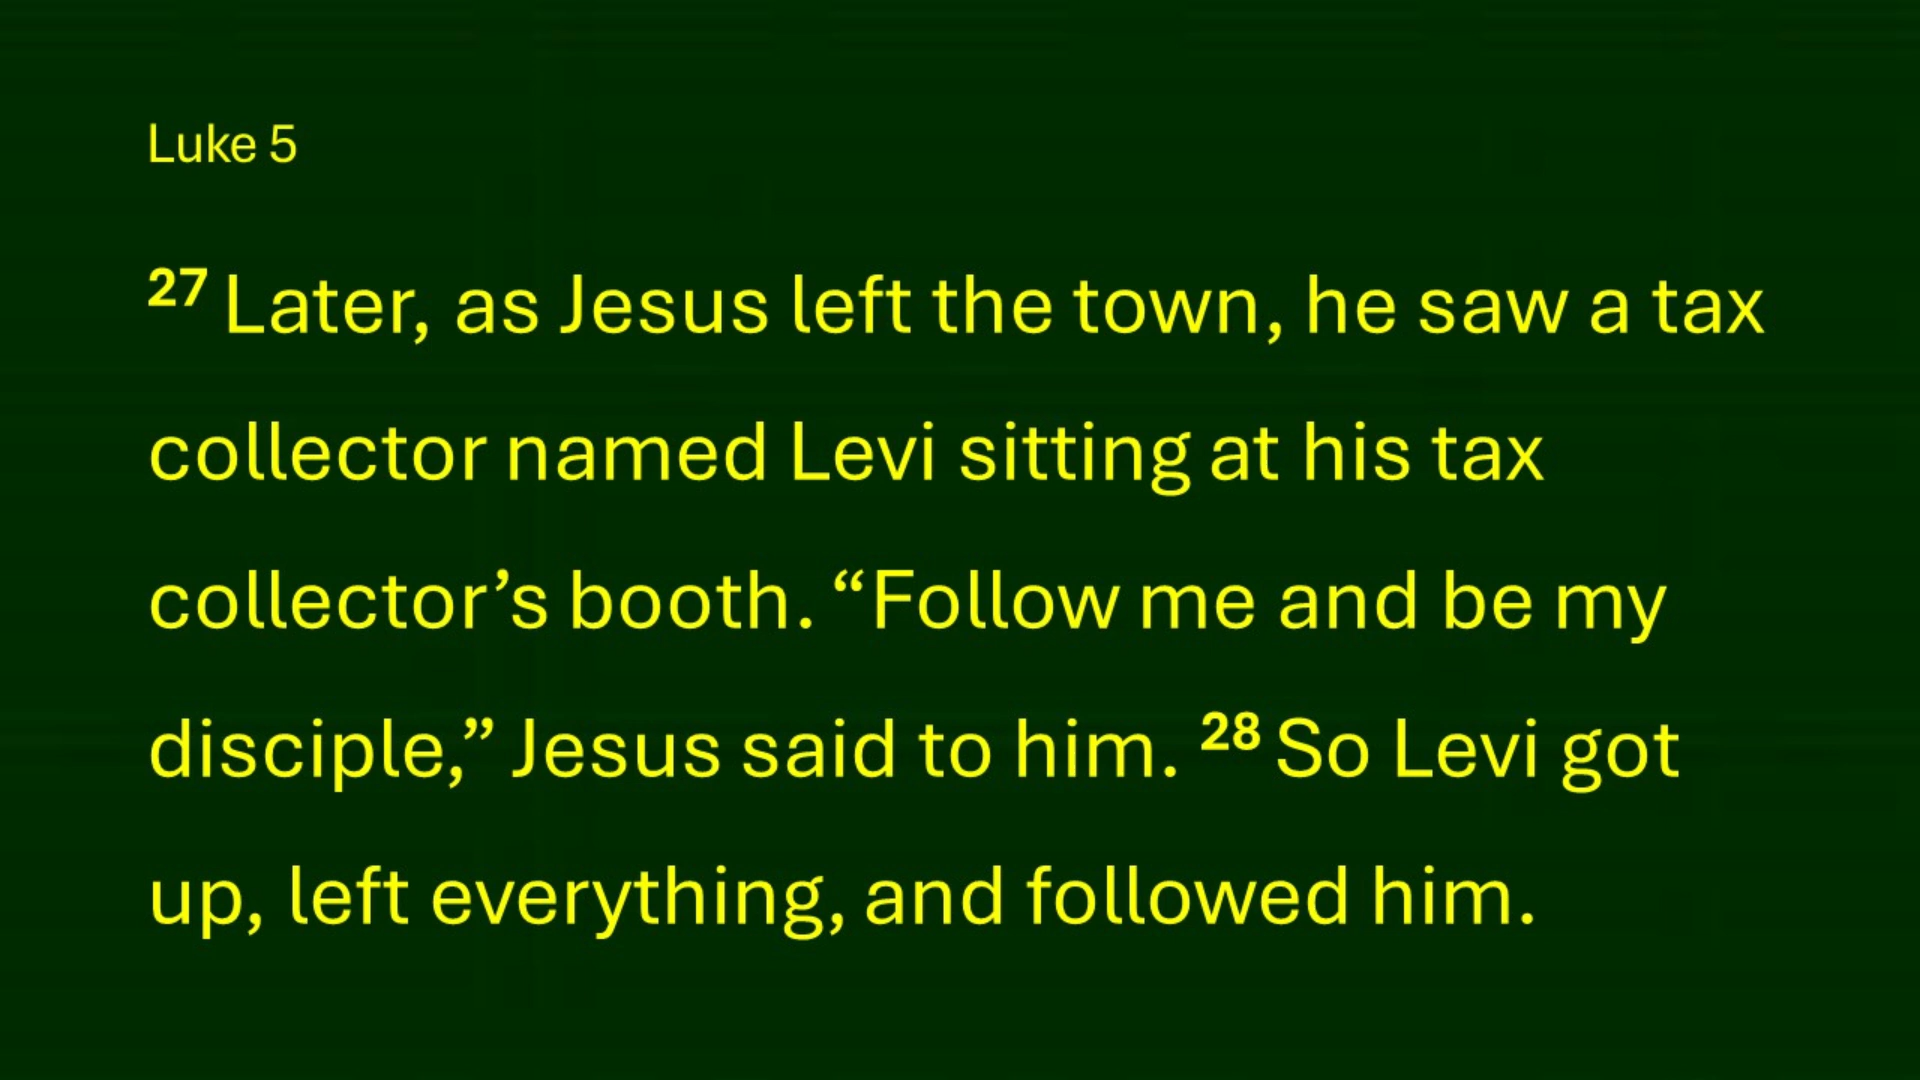 Luke 5
27 Later, as Jesus left the town, he saw a tax
collector named Levi sitting at his tax
collector’s booth. “Follow me and be my
disciple,” Jesus said to him. 28 So Levi got
up, left everything, and followed him.